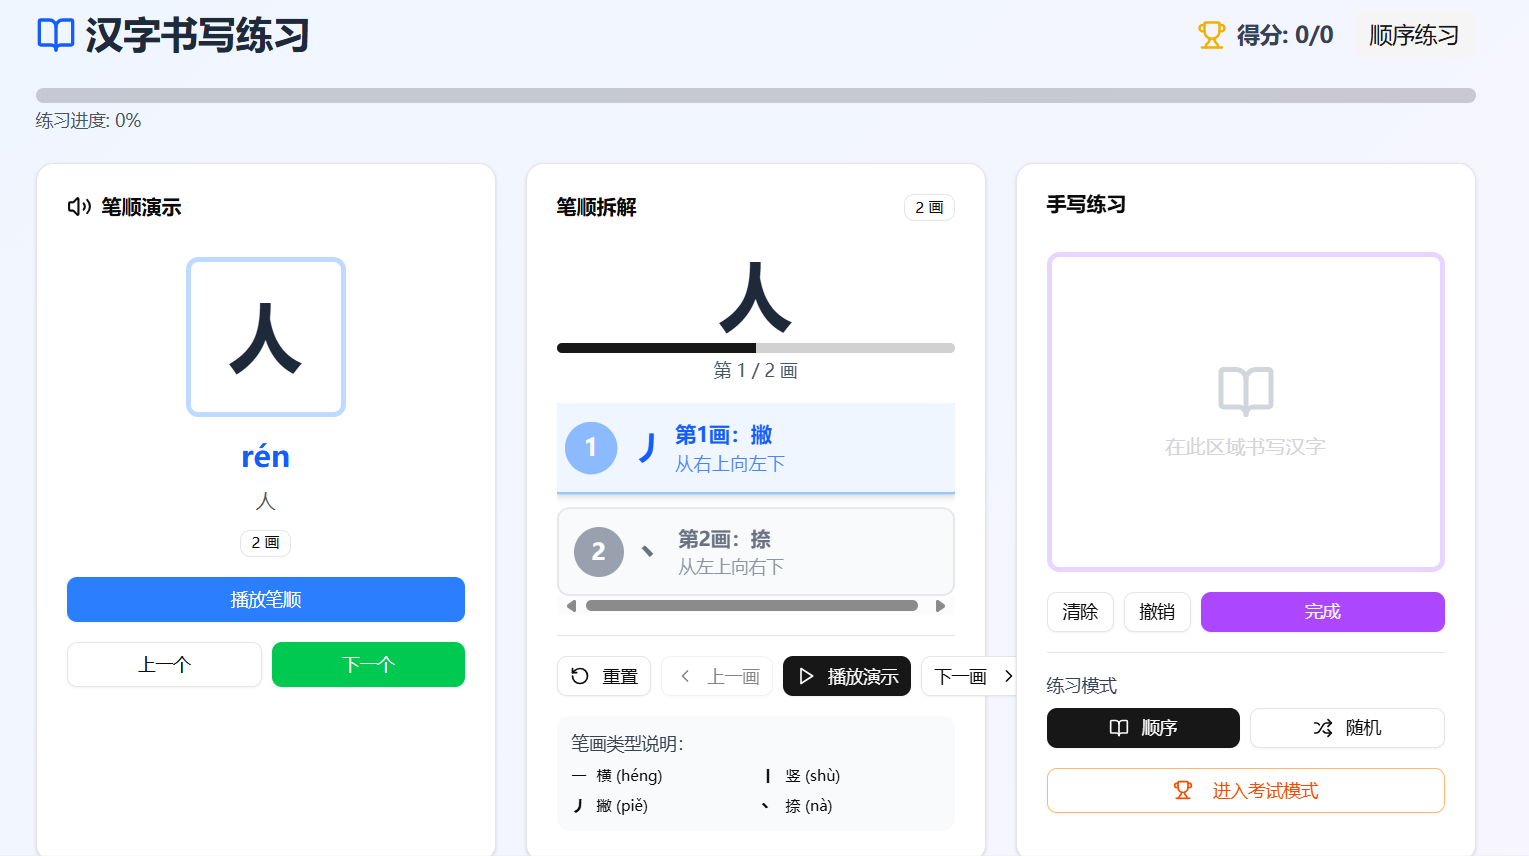 汉字书写练习
得分: 0/0
顺序练习
练习进度: 0%
笔顺演示
人
rén
人
2 画
播放笔顺
上一个
下一个
笔顺拆解
2 画
人
第 1 / 2 画
1
丿
第1画：撇
从右上向左下
2
丶
第2画：捺
从左上向右下
重置
上一画
播放演示
下一画
笔画类型说明：
一 横 (héng)
丨 竖 (shù)
丿 撇 (piě)
丶 捺 (nà)
手写练习
在此区域书写汉字
清除
撤销
完成
练习模式
顺序
随机
进入考试模式